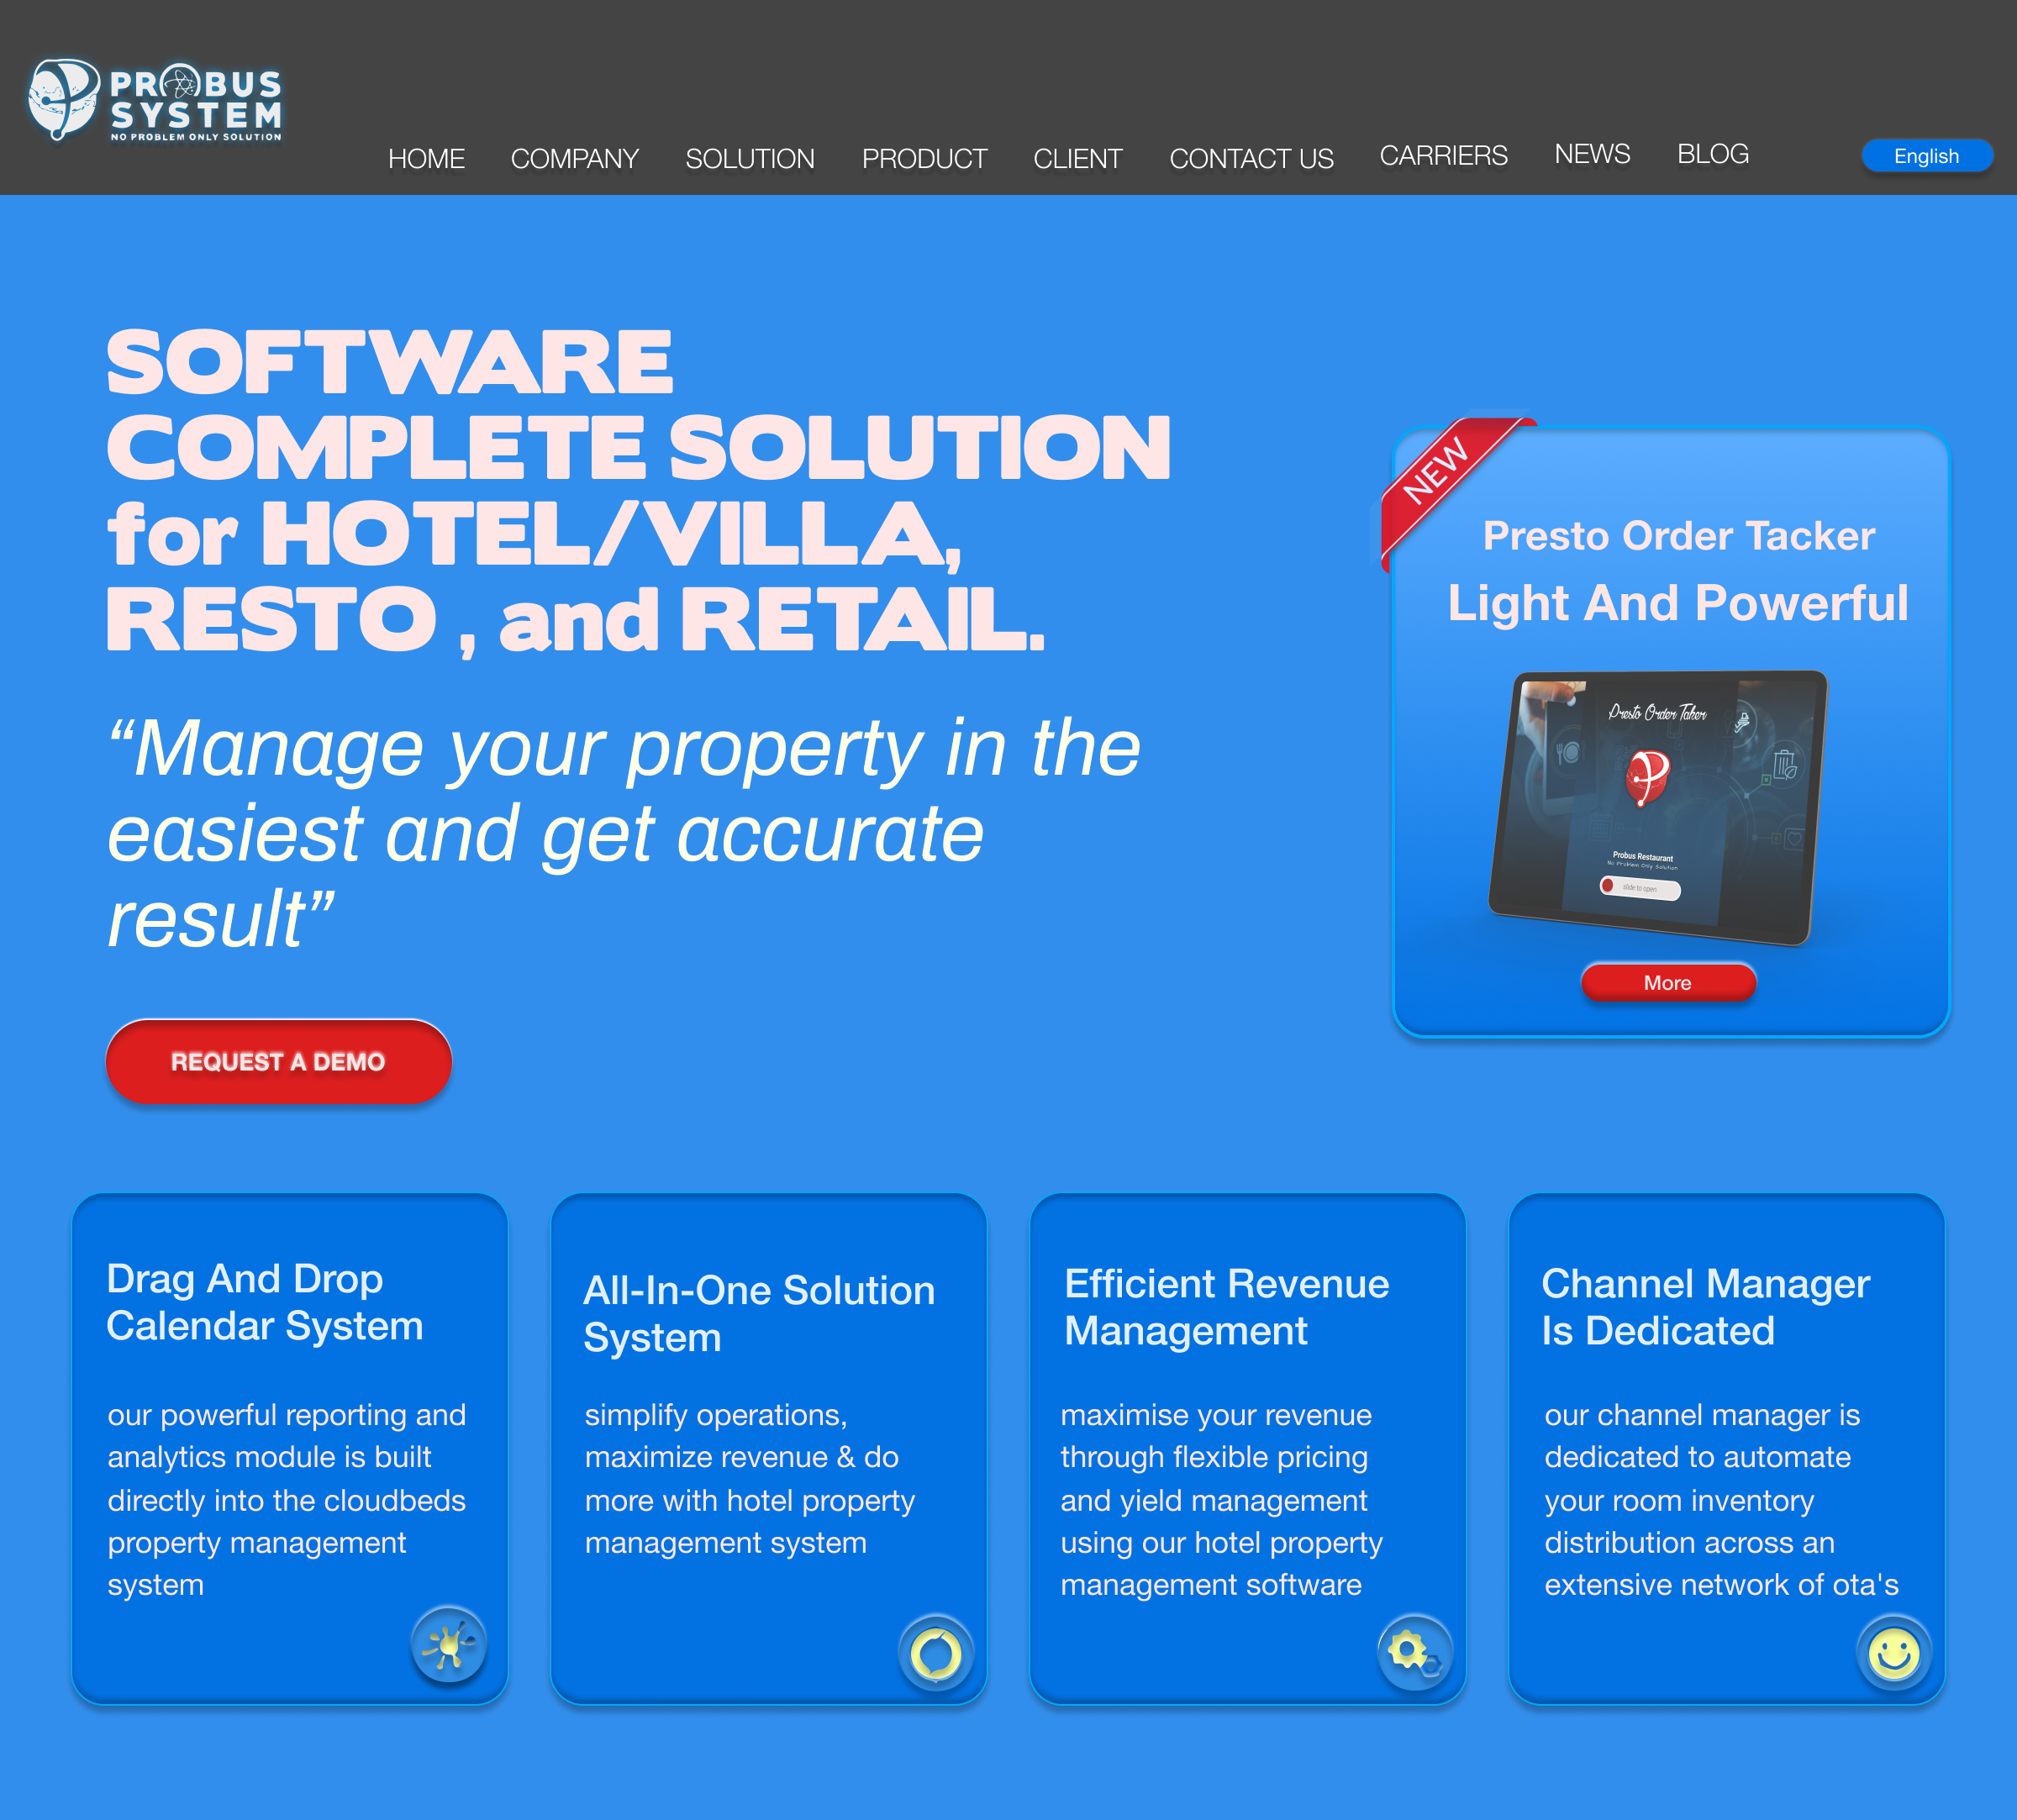 PROBUS
SYSTEM
NO PROBLEM ONLY SOLUTION
HOME COMPANY SOLUTION PRODUCT CLIENT CONTACT US CARRIERS NEWS BLOG English
SOFTWARE
COMPLETE SOLUTION
for HOTEL/VILLA,
RESTO , and RETAIL.
“Manage your property in the
easiest and get accurate
result”
REQUEST A DEMO
NEW
Presto Order Tacker
Light And Powerful
Presto Order Taker
Probus Restaurant
No Problem Only Solution
slide to open
More
Drag And Drop
Calendar System
our powerful reporting and
analytics module is built
directly into the cloudbeds
property management
system
All-In-One Solution
System
simplify operations,
maximize revenue & do
more with hotel property
management system
Efficient Revenue
Management
maximise your revenue
through flexible pricing
and yield management
using our hotel property
management software
Channel Manager
Is Dedicated
our channel manager is
dedicated to automate
your room inventory
distribution across an
extensive network of ota's